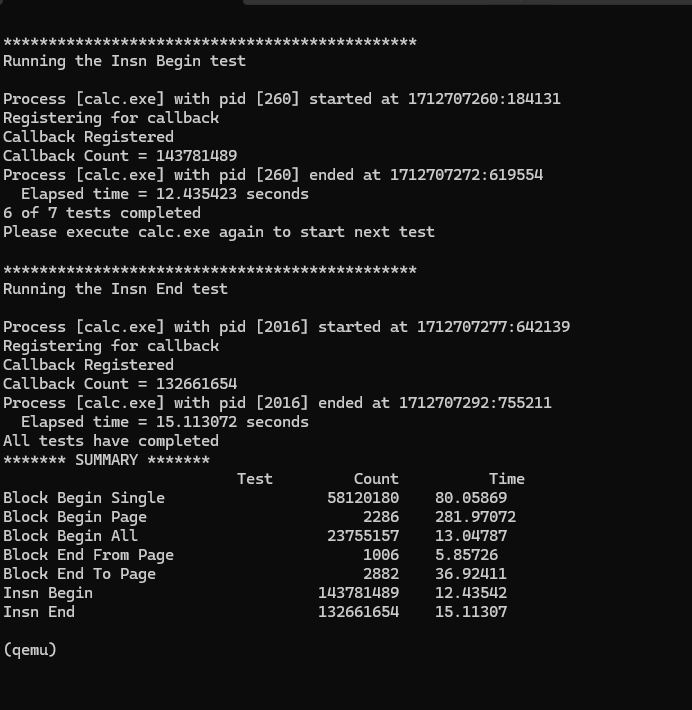 **********************************************
Running the Insn Begin test
Process [calc.exe] with pid [260] started at 1712707260:184131
Registering for callback
Callback Registered
Callback Count = 143781489
Process [calc.exe] with pid [260] ended at 1712707272:619554
  Elapsed time = 12.435423 seconds
6 of 7 tests completed
Please execute calc.exe again to start next test
**********************************************
Running the Insn End test
Process [calc.exe] with pid [2016] started at 1712707277:642139
Registering for callback
Callback Registered
Callback Count = 132661654
Process [calc.exe] with pid [2016] ended at 1712707292:755211
  Elapsed time = 15.113072 seconds
All tests have completed
******* SUMMARY *******
                          Test         Count          Time
Block Begin Single                  58120180    80.05869
Block Begin Page                        2286    281.97072
Block Begin All                     23755157    13.04787
Block End From Page                     1006    5.85726
Block End To Page                       2882    36.92411
Insn Begin                         143781489    12.43542
Insn End                           132661654    15.11307
(qemu)